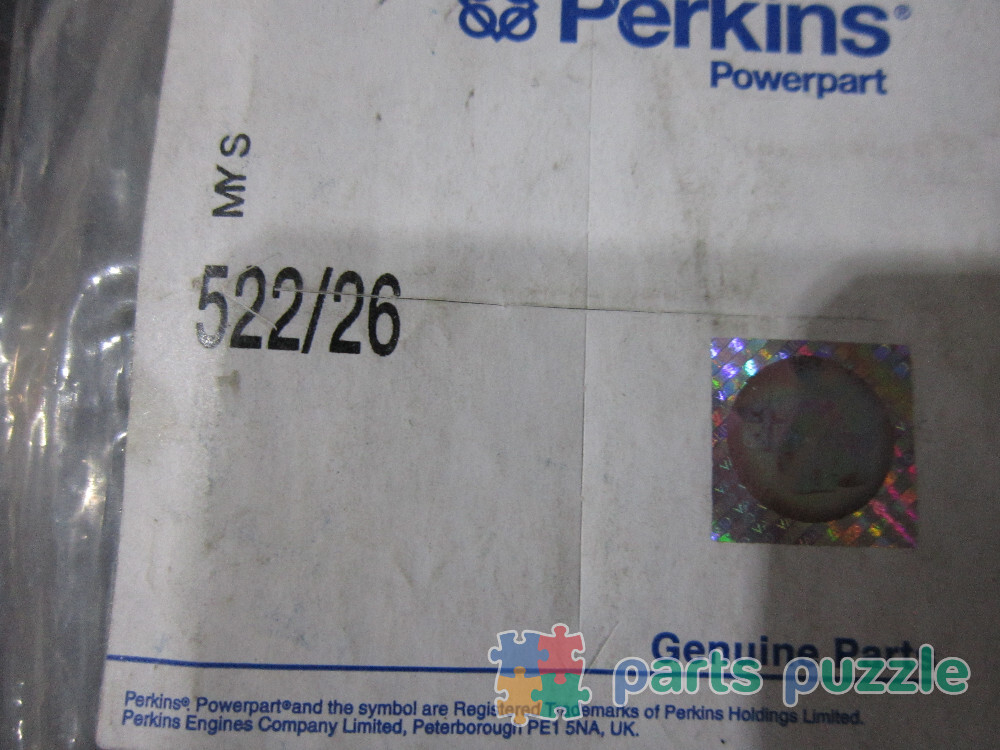 Perkins®
Powerpart
MY S
522/26
Genuine Parts
parts puzzle
Perkins®, Powerpart® and the symbol are Registered Trademarks of Perkins Holdings Limited.
Perkins Engines Company Limited, Peterborough PE1 5NA, UK.